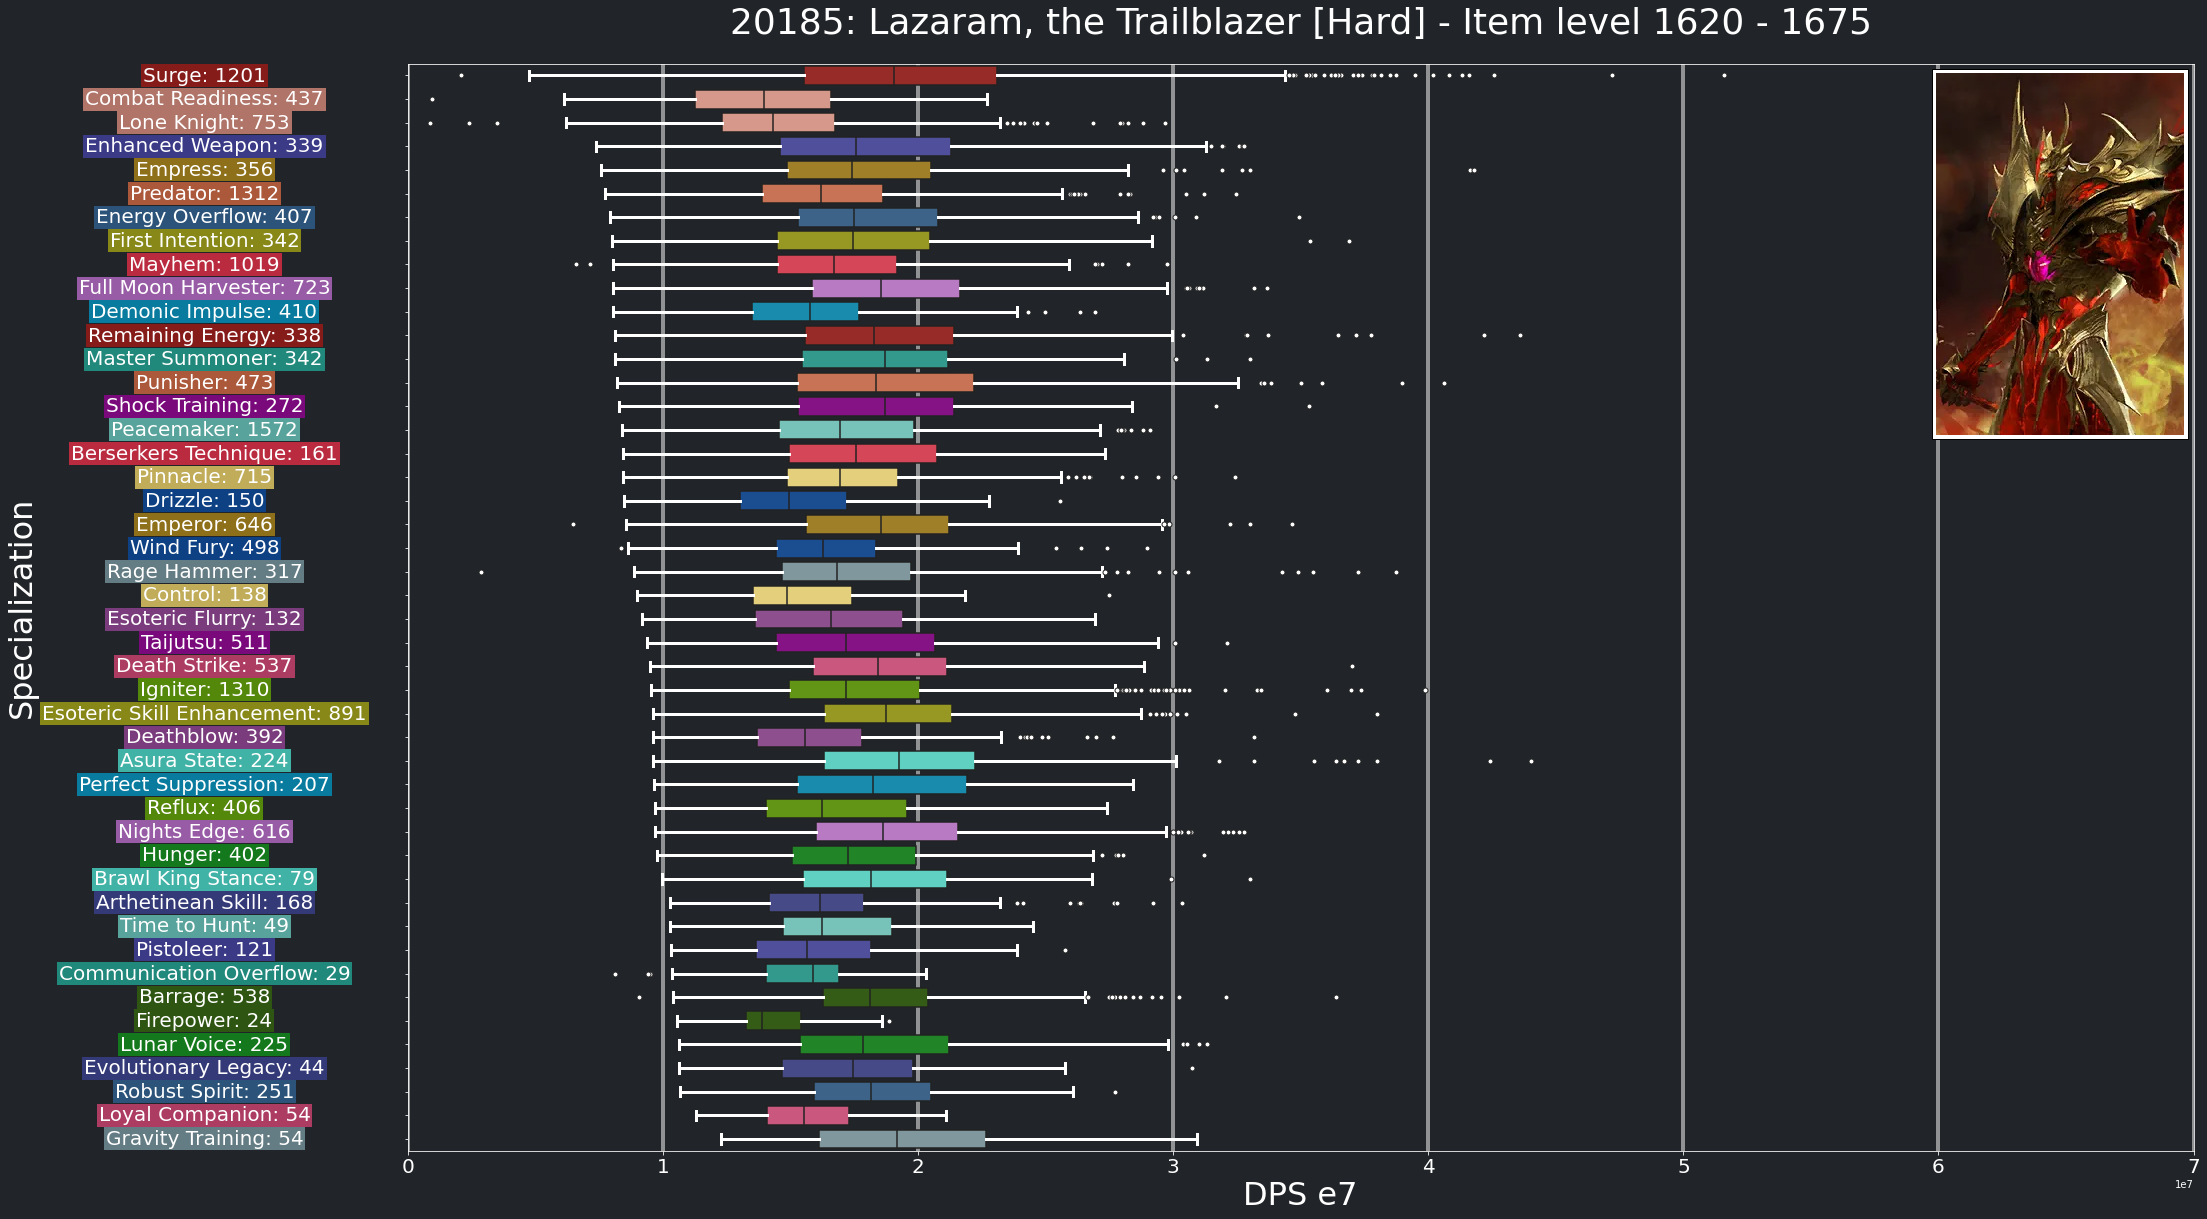 20185: Lazaram, the Trailblazer [Hard] - Item level 1620 - 1675
Surge: 1201
Combat Readiness: 437
Lone Knight: 753
Enhanced Weapon: 339
Empress: 356
Predator: 1312
Energy Overflow: 407
First Intention: 342
Mayhem: 1019
Full Moon Harvester: 723
Demonic Impulse: 410
Remaining Energy: 338
Master Summoner: 342
Punisher: 473
Shock Training: 272
Peacemaker: 1572
Berserkers Technique: 161
Pinnacle: 715
Drizzle: 150
Emperor: 646
Wind Fury: 498
Rage Hammer: 317
Control: 138
Esoteric Flurry: 132
Taijutsu: 511
Death Strike: 537
Igniter: 1310
Esoteric Skill Enhancement: 891
Deathblow: 392
Asura State: 224
Perfect Suppression: 207
Reflux: 406
Nights Edge: 616
Hunger: 402
Brawl King Stance: 79
Arthetinean Skill: 168
Time to Hunt: 49
Pistoleer: 121
Communication Overflow: 29
Barrage: 538
Firepower: 24
Lunar Voice: 225
Evolutionary Legacy: 44
Robust Spirit: 251
Loyal Companion: 54
Gravity Training: 54
Specialization
0 1 2 3 4 5 6 7
1e7
DPS e7